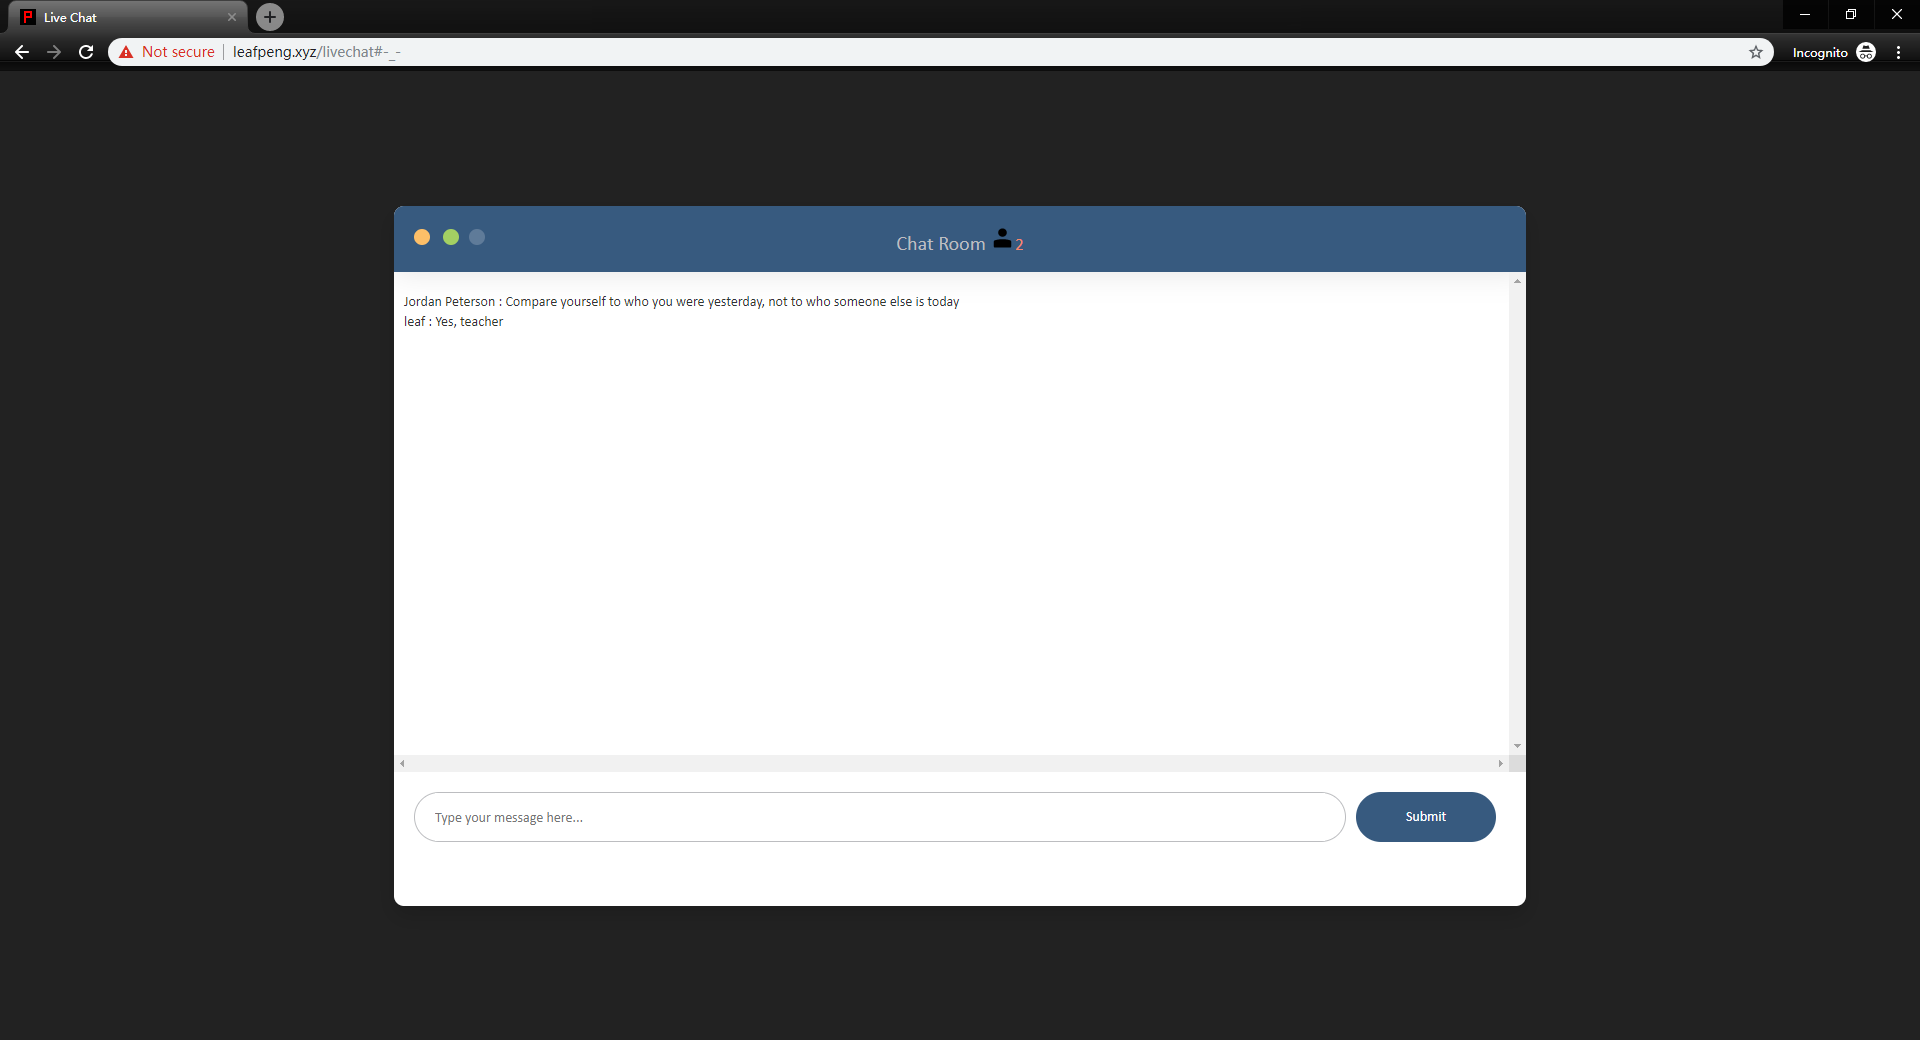 Live Chat
Not secure
leafpeng.xyz/livechat#-_-
Incognito
Chat Room 2
Jordan Peterson : Compare yourself to who you were yesterday, not to who someone else is today
leaf : Yes, teacher
Type your message here...
Submit